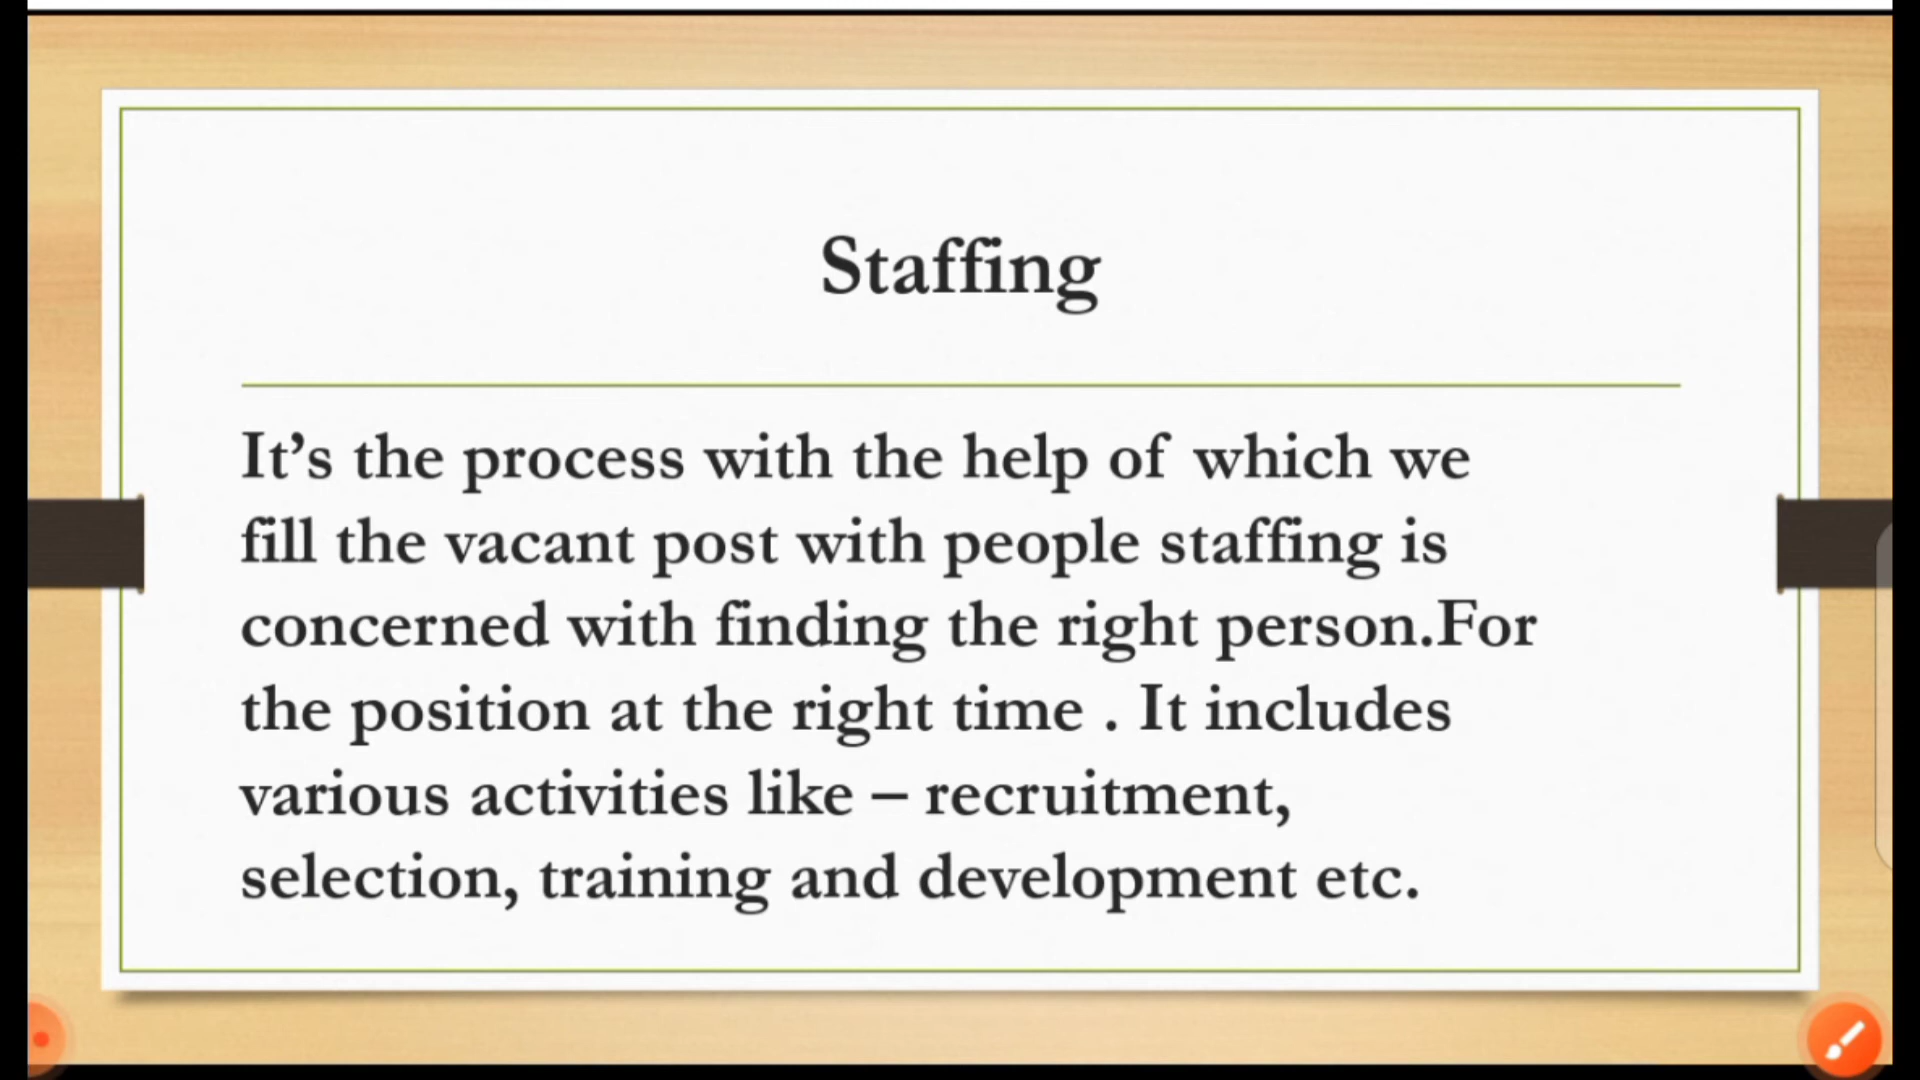 Staffing
It’s the process with the help of which we
fill the vacant post with people staffing is
concerned with finding the right person.For
the position at the right time . It includes
various activities like – recruitment,
selection, training and development etc.